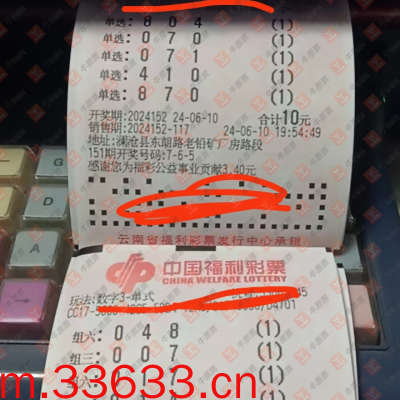 单选: 8 0 4 (1)
单选: 0 7 0 (1)
单选: 0 7 1 (1)
单选: 4 1 0 (1)
单选: 8 7 0 (1)
开奖期:2024152 24-06-10 合计10元
销售期:2024152-117 24-06-10 19:54:49
地址:澜沧县东朗路老铅矿厂房路段
151期开奖号码:7-6-5
感谢您为福彩公益事业贡献3.40元
云南省福利彩票发行中心承销
中国福利彩票
CHINA WELFARE LOTTERY
玩法:数字3-单式
组六: 0 4 8 (1)
组三: 0 0 7 (1)
组六: 0 1 7 (1)
m.33633.cn